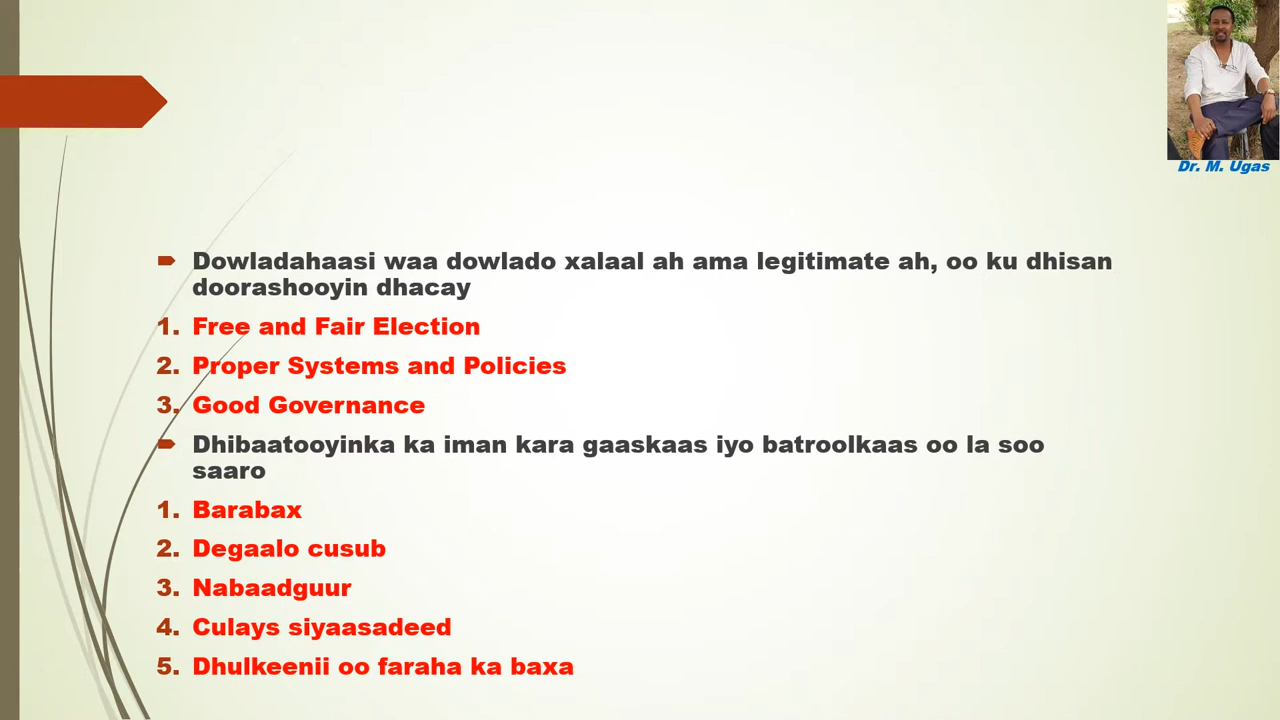 Dr. M. Ugas
Dowladahaasi waa dowlado xalaal ah ama legitimate ah, oo ku dhisan
doorashooyin dhacay
1. Free and Fair Election
2. Proper Systems and Policies
3. Good Governance
Dhibaatooyinka ka iman kara gaaskaas iyo batroolkaas oo la soo
saaro
1. Barabax
2. Degaalo cusub
3. Nabaadguur
4. Culays siyaasadeed
5. Dhulkeenii oo faraha ka baxa